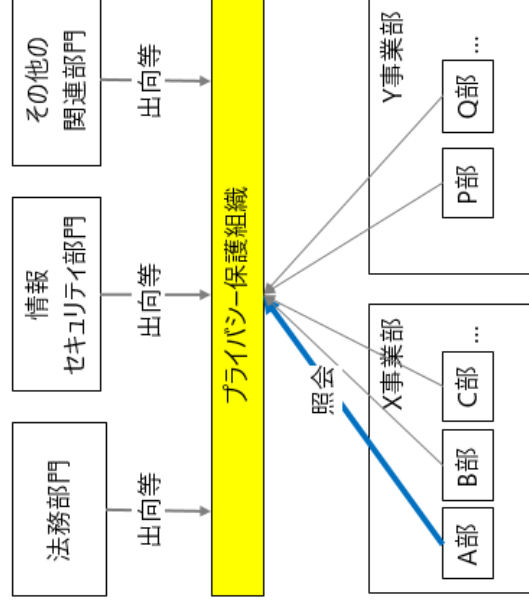 法務部門
情報
セキュリティ部門
その他の
関連部門
出向等
出向等
出向等
プライバシー保護組織
照会
X事業部
A部
B部
C部
…
Y事業部
P部
Q部
…